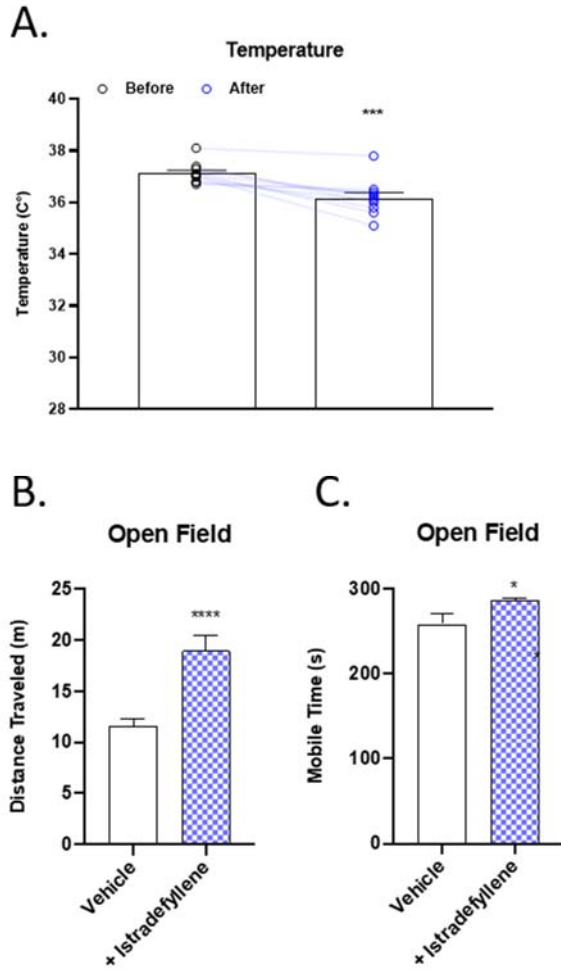 A.
Temperature
Before After
***
Temperature (C°)
40
38
36
34
32
30
28
B.
Open Field
****
Distance Traveled (m)
25
20
15
10
5
0
Vehicle
+ Istradefyllene
C.
Open Field
*
*
Mobile Time (s)
300
200
100
0
Vehicle
+ Istradefyllene